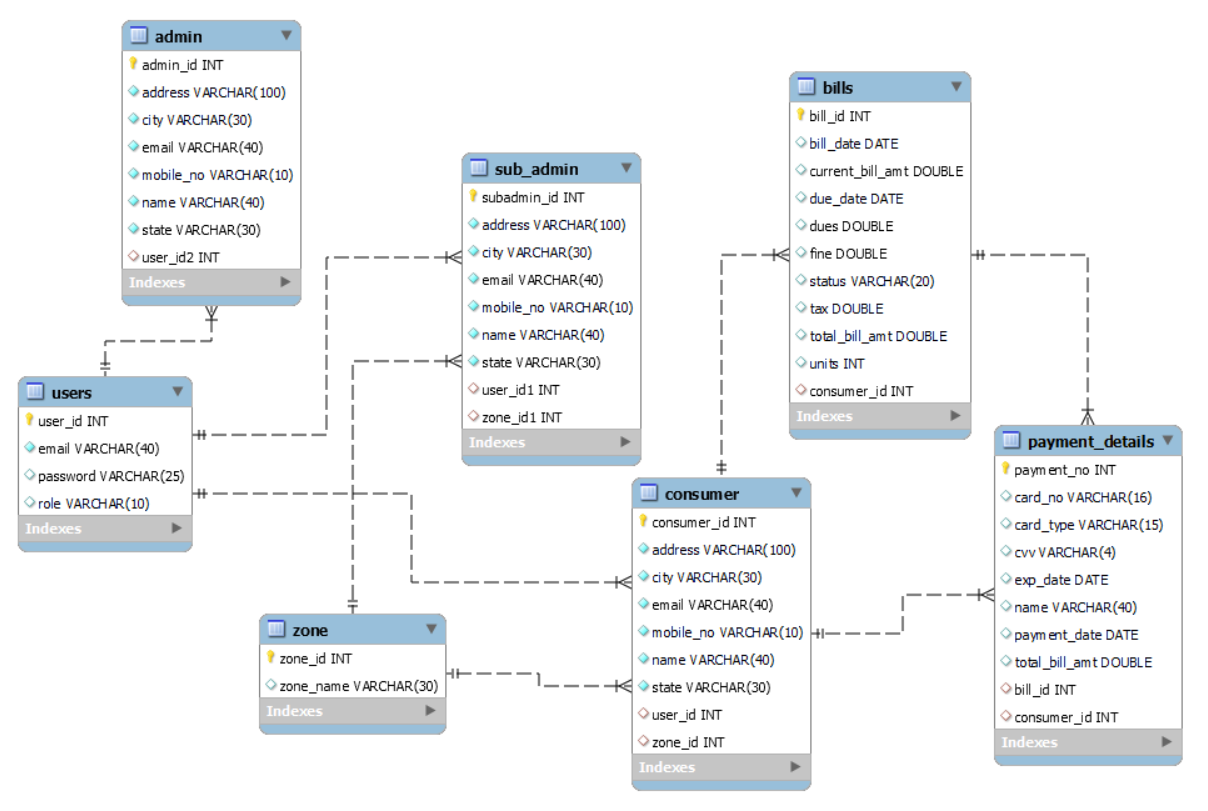 admin
admin_id INT
address VARCHAR(100)
city VARCHAR(30)
email VARCHAR(40)
mobile_no VARCHAR(10)
name VARCHAR(40)
state VARCHAR(30)
user_id2 INT
Indexes
users
user_id INT
email VARCHAR(40)
password VARCHAR(25)
role VARCHAR(10)
Indexes
sub_admin
subadmin_id INT
address VARCHAR(100)
city VARCHAR(30)
email VARCHAR(40)
mobile_no VARCHAR(10)
name VARCHAR(40)
state VARCHAR(30)
user_id1 INT
zone_id1 INT
Indexes
zone
zone_id INT
zone_name VARCHAR(30)
Indexes
consumer
consumer_id INT
address VARCHAR(100)
city VARCHAR(30)
email VARCHAR(40)
mobile_no VARCHAR(10)
name VARCHAR(40)
state VARCHAR(30)
user_id INT
zone_id INT
Indexes
bills
bill_id INT
bill_date DATE
current_bill_amt DOUBLE
due_date DATE
dues DOUBLE
fine DOUBLE
status VARCHAR(20)
tax DOUBLE
total_bill_amt DOUBLE
units INT
consumer_id INT
Indexes
payment_details
payment_no INT
card_no VARCHAR(16)
card_type VARCHAR(15)
cvv VARCHAR(4)
exp_date DATE
name VARCHAR(40)
payment_date DATE
total_bill_amt DOUBLE
bill_id INT
consumer_id INT
Indexes